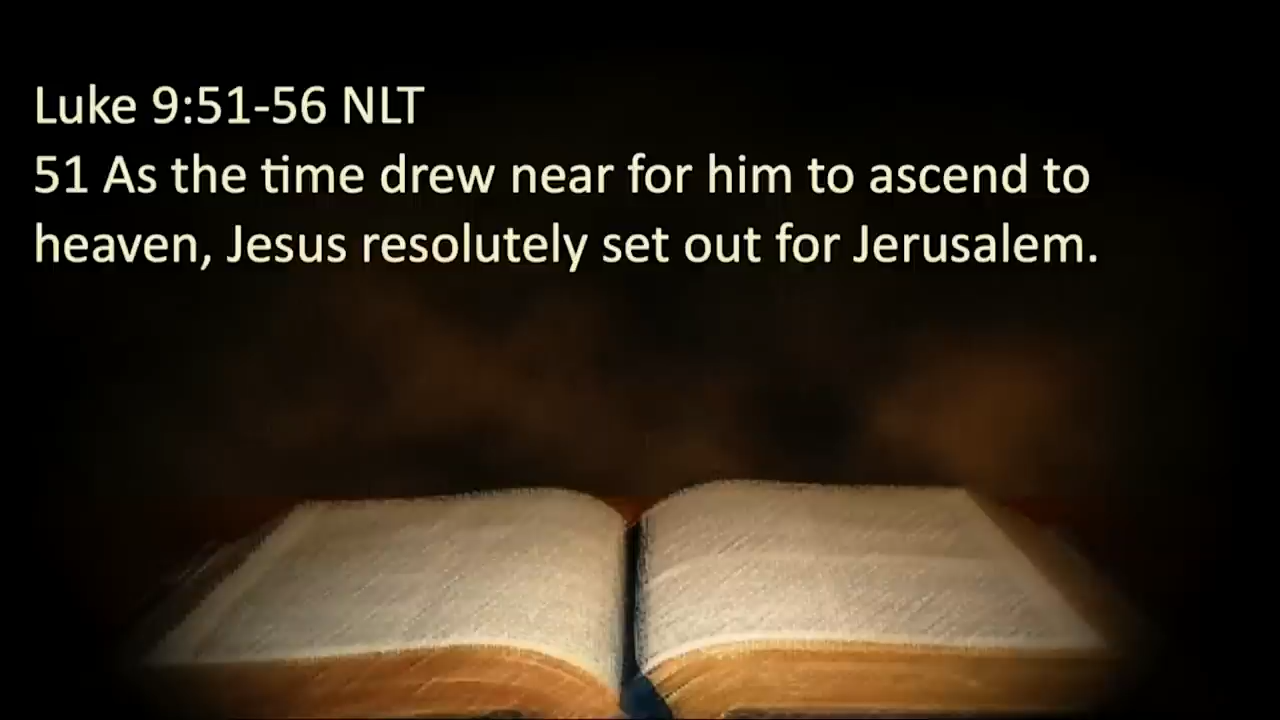 Luke 9:51-56 NLT
51 As the time drew near for him to ascend to
heaven, Jesus resolutely set out for Jerusalem.